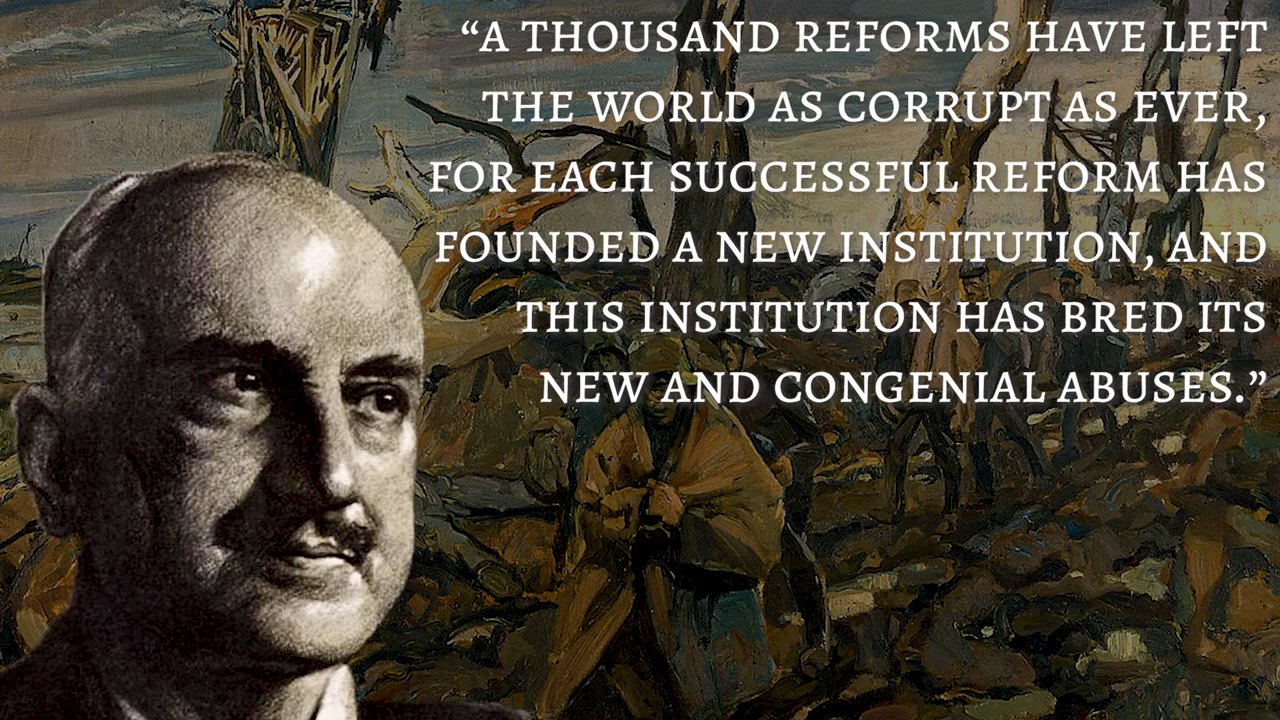 “A THOUSAND REFORMS HAVE LEFT
THE WORLD AS CORRUPT AS EVER,
FOR EACH SUCCESSFUL REFORM HAS
FOUNDED A NEW INSTITUTION, AND
THIS INSTITUTION HAS BRED ITS
NEW AND CONGENIAL ABUSES.”